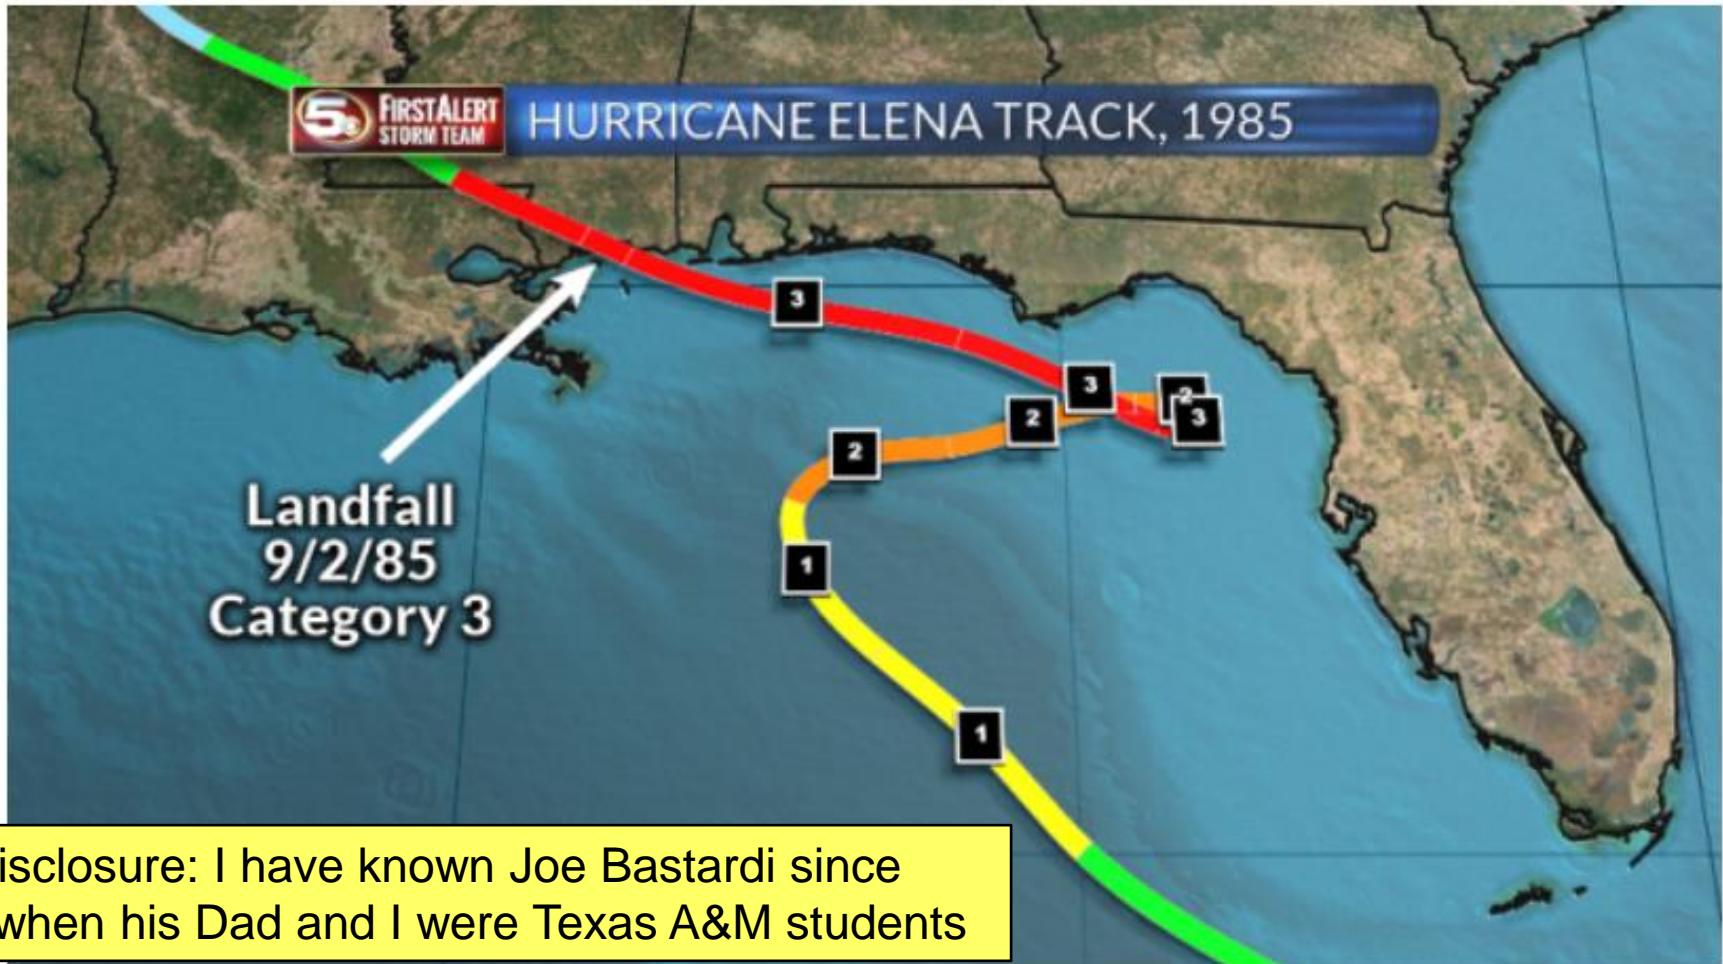 5
FIRST ALERT
STORM TEAM
HURRICANE ELENA TRACK, 1985
3
3
2
3
2
2
1
1
Landfall
9/2/85
Category 3
isclosure: I have known Joe Bastardi since
when his Dad and I were Texas A&M students